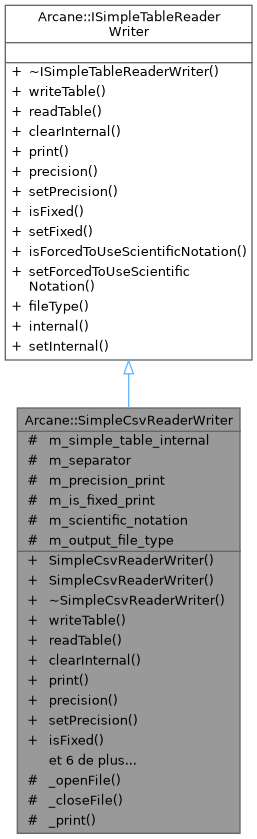 Arcane::ISimpleTableReader
Writer
+ ~ISimpleTableReaderWriter()
+ writeTable()
+ readTable()
+ clearInternal()
+ print()
+ precision()
+ setPrecision()
+ isFixed()
+ setFixed()
+ isForcedToUseScientificNotation()
+ setForcedToUseScientific
Notation()
+ fileType()
+ internal()
+ setInternal()
Arcane::SimpleCsvReaderWriter
# m_simple_table_internal
# m_separator
# m_precision_print
# m_is_fixed_print
# m_scientific_notation
# m_output_file_type
+ SimpleCsvReaderWriter()
+ SimpleCsvReaderWriter()
+ ~SimpleCsvReaderWriter()
+ writeTable()
+ readTable()
+ clearInternal()
+ print()
+ precision()
+ setPrecision()
+ isFixed()
et 6 de plus...
# _openFile()
# _closeFile()
# _print()